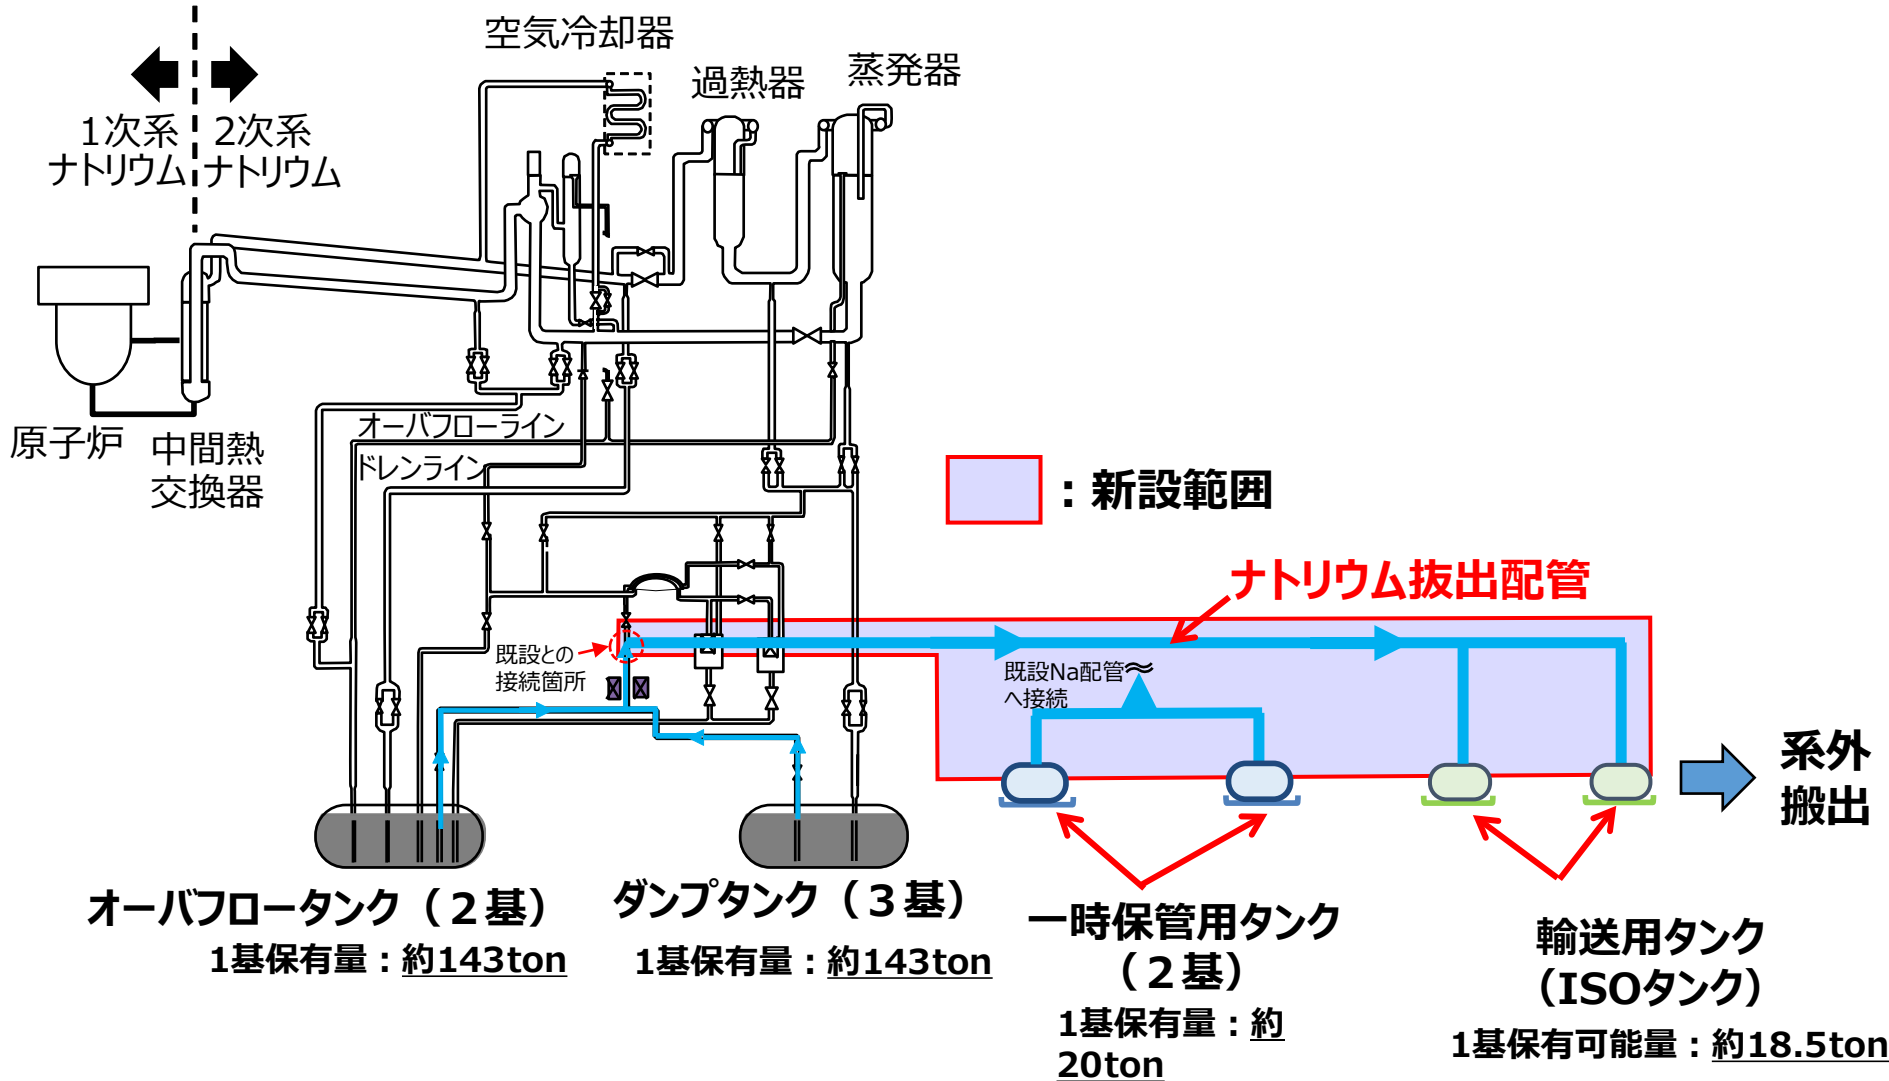 空気冷却器
過熱器
蒸発器
1次系
ナトリウム
2次系
ナトリウム
原子炉
中間熱
交換器
オーバフローライン
ドレンライン
：新設範囲
ナトリウム抜出配管
既設との
接続箇所
既設Na配管
へ接続
系外
搬出
オーバフロータンク（２基）
1基保有量：約143ton
ダンプタンク（３基）
1基保有量：約143ton
一時保管用タンク
（２基）
1基保有量：約
20ton
輸送用タンク
（ISOタンク）
1基保有可能量：約18.5ton